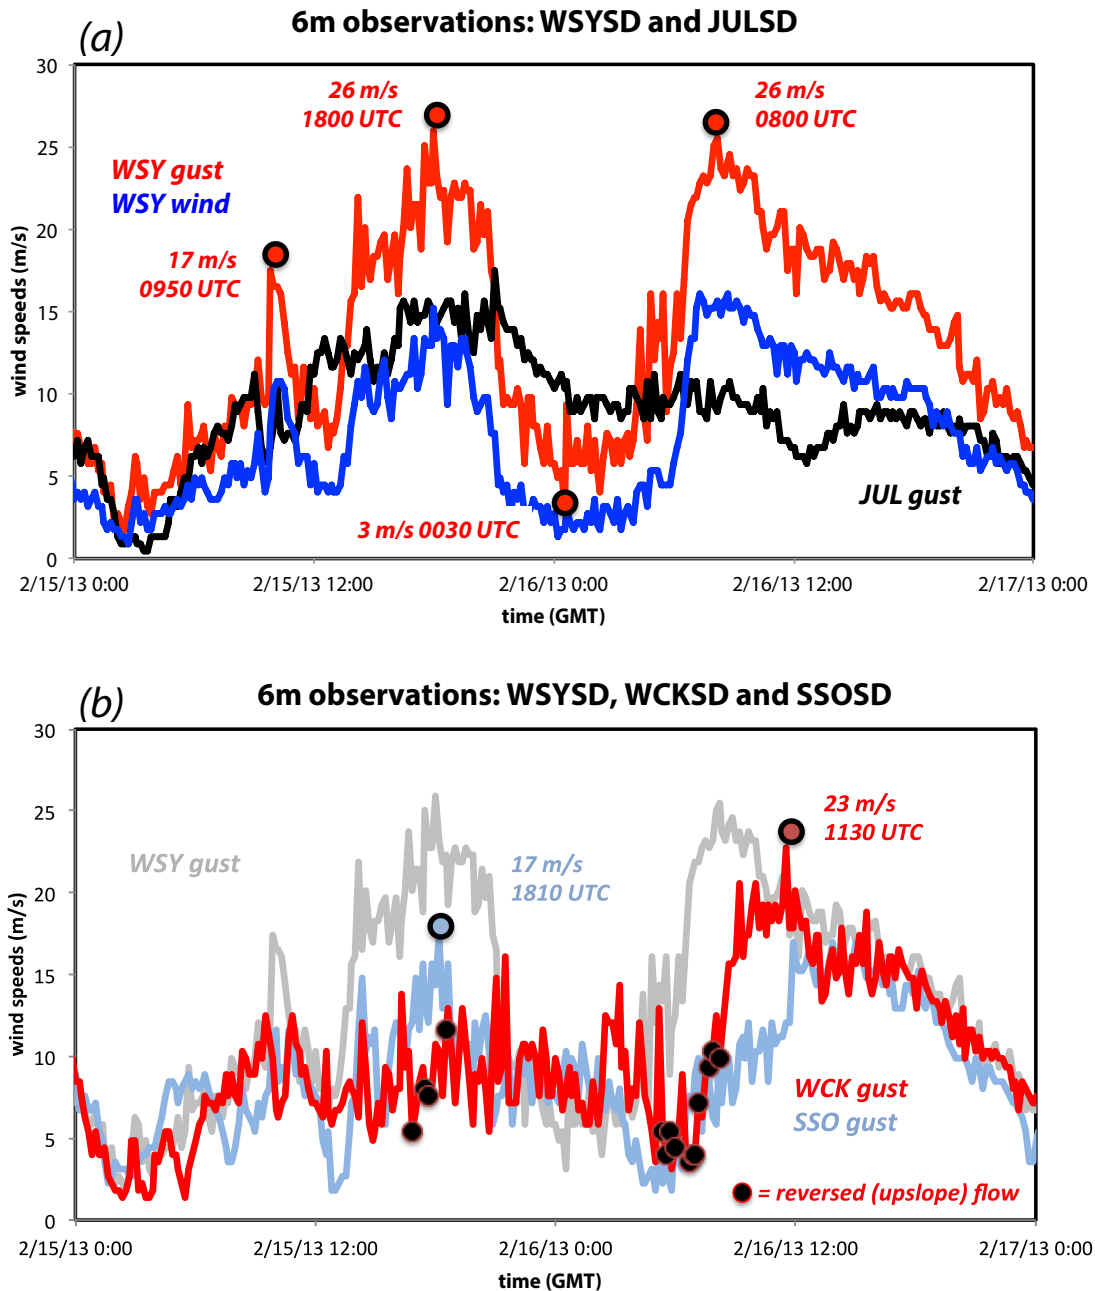 (a)
6m observations: WSYSD and JULSD
30
25
20
15
10
5
0
wind speeds (m/s)
26 m/s
1800 UTC
26 m/s
0800 UTC
WSY gust
WSY wind
17 m/s
0950 UTC
3 m/s 0030 UTC
JUL gust
2/15/13 0:00
2/15/13 12:00
2/16/13 0:00
2/16/13 12:00
2/17/13 0:00
time (GMT)
(b)
6m observations: WSYSD, WCKSD and SSOSD
30
25
20
15
10
5
0
wind speeds (m/s)
23 m/s
1130 UTC
WSY gust
17 m/s
1810 UTC
WCK gust
SSO gust
= reversed (upslope) flow
2/15/13 0:00
2/15/13 12:00
2/16/13 0:00
2/16/13 12:00
2/17/13 0:00
time (GMT)